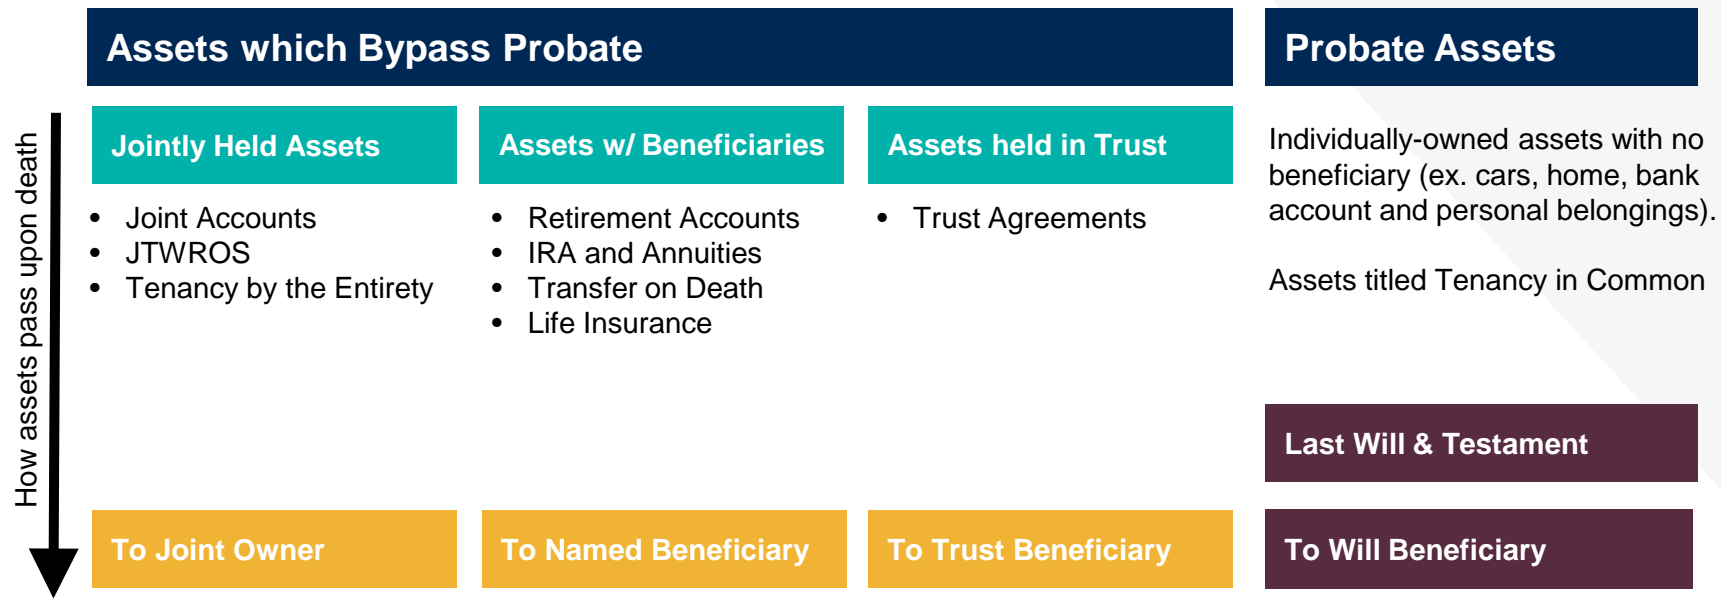 Assets which Bypass Probate
Probate Assets
How assets pass upon death
Jointly Held Assets
• Joint Accounts
• JTWROS
• Tenancy by the Entirety
To Joint Owner
Assets w/ Beneficiaries
• Retirement Accounts
• IRA and Annuities
• Transfer on Death
• Life Insurance
To Named Beneficiary
Assets held in Trust
• Trust Agreements
To Trust Beneficiary
Individually-owned assets with no
beneficiary (ex. cars, home, bank
account and personal belongings).
Assets titled Tenancy in Common
Last Will & Testament
To Will Beneficiary